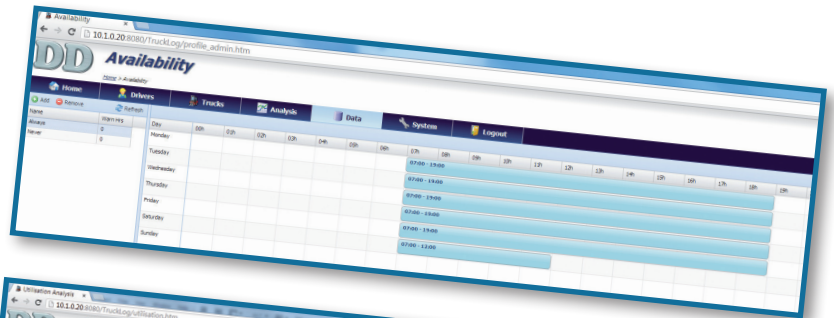 Availability
10.1.0.20:8080/TruckLog/profile_admin.htm
DD Availability
Home > Availability
Home Drivers Trucks Analysis Data System Logout
Add Remove Refresh
Name Warn Hrs
Always 0
Never 0
Day 00h 01h 02h 03h 04h 05h 06h 07h 08h 09h 10h 11h 12h 13h 14h 15h 16h 17h 18h 19h
Monday 07:00 - 19:00
Tuesday 07:00 - 19:00
Wednesday 07:00 - 19:00
Thursday 07:00 - 19:00
Friday 07:00 - 19:00
Saturday 07:00 - 12:00
Sunday
Utilisation Analysis
10.1.0.20:8080/TruckLog/utilisation.htm